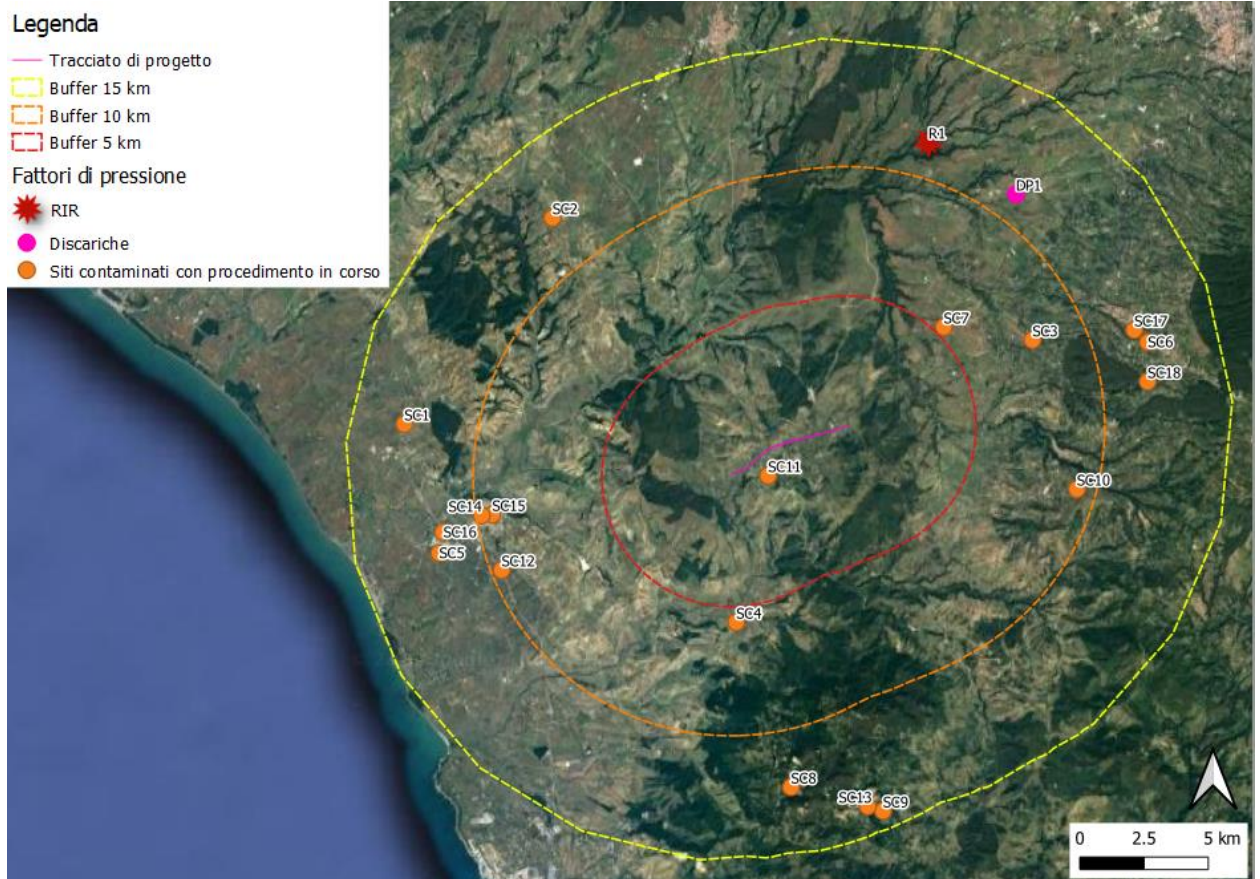 Legenda
Tracciato di progetto
Buffer 15 km
Buffer 10 km
Buffer 5 km
Fattori di pressione
RIR
Discariche
Siti contaminati con procedimento in corso
R1
DP1
SC2
SC7
SC3
SC17
SC6
SC18
SC1
SC11
SC10
SC14
SC15
SC16
SC5
SC12
SC4
SC8
SC13
SC9
0 2.5 5 km